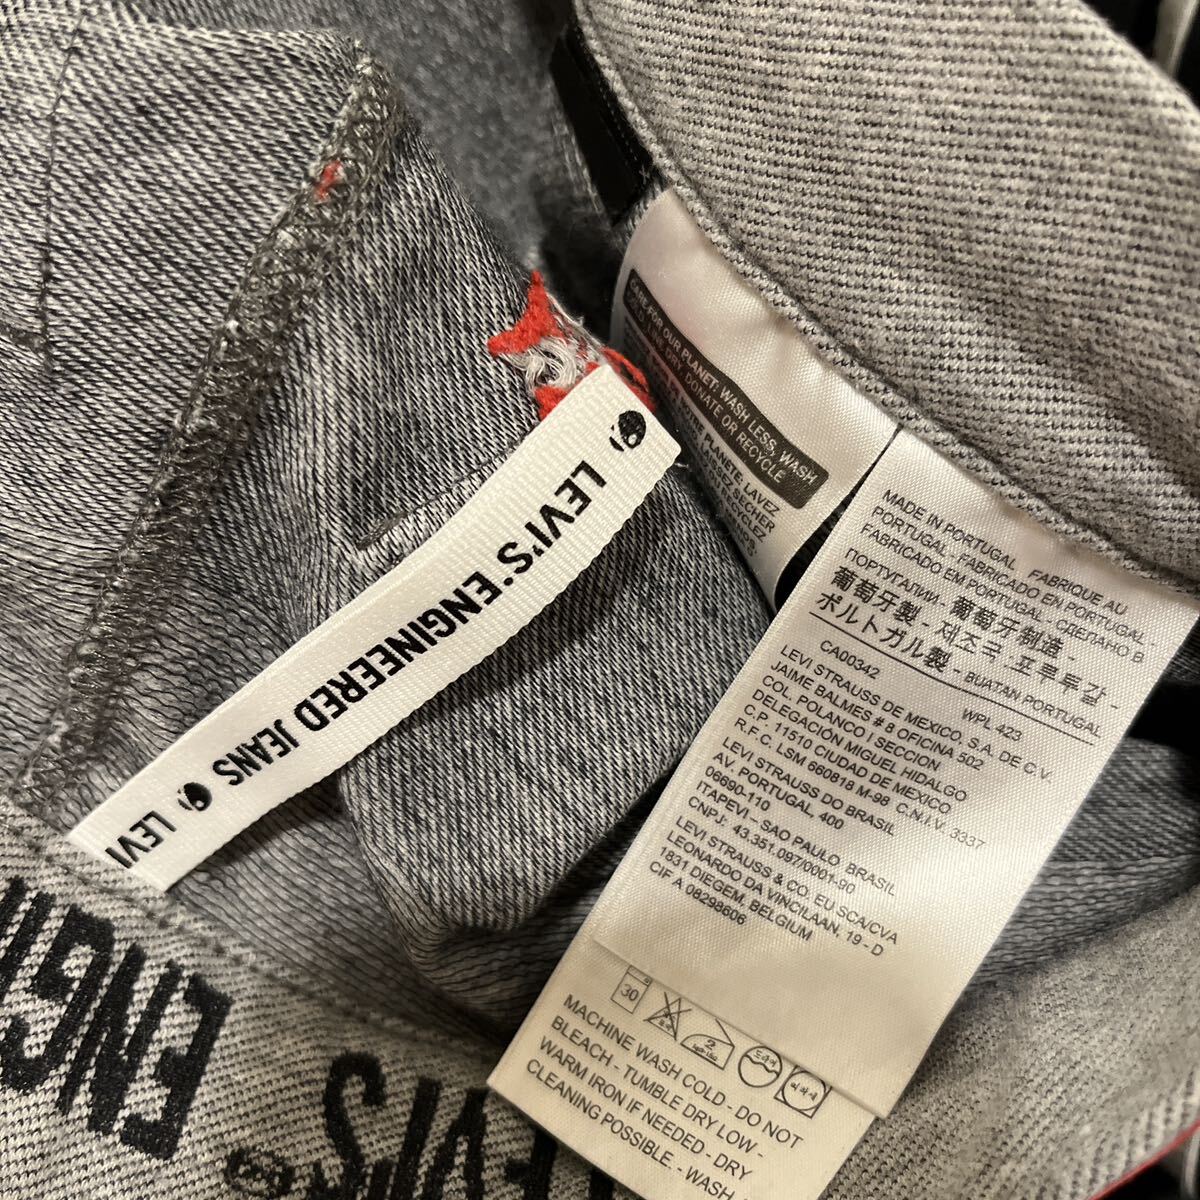 CARE FOR OUR PLANET: WASH LESS, WASH
COLD, LINE DRY, DONATE OR RECYCLE
LEVI'S® ENGINEERED JEANS
LEVI
MADE IN PORTUGAL FABRIQUE AU
PORTUGAL - FABRICADO EN PORTUGAL -
FABRICADO EM PORTUGAL - СДЕЛАНО В
ПОРТУГАЛИИ - 葡萄牙制造 -
葡萄牙製 - 제조국 포루투갈 -
ポルトガル製 - BUATAN PORTUGAL
CA00342 WPL 423
LEVI STRAUSS DE MEXICO, S.A. DE C.V.
JAIME BALMES # 8 OFICINA 502
COL. POLANCO I SECCION
DELEGACIÓN MIGUEL HIDALGO
C.P.: 11510 CIUDAD DE MEXICO
R.F.C. LSM 660818 M-98 C.N.I.V. 3337
LEVI STRAUSS DO BRASIL
AV. PORTUGAL, 400
06690-110
ITAPEVI – SAO PAULO BRASIL
CNPJ: 43.351.097/0001-90
LEVI STRAUSS & CO. EU SCA/CVA
LEONARDO DA VINCILAAN, 19 - D
1831 DIEGEM, BELGIUM
CIF A 08298606
30
2
MACHINE WASH COLD - DO NOT
BLEACH - TUMBLE DRY LOW -
WARM IRON IF NEEDED - DRY
CLEANING POSSIBLE. - WASH